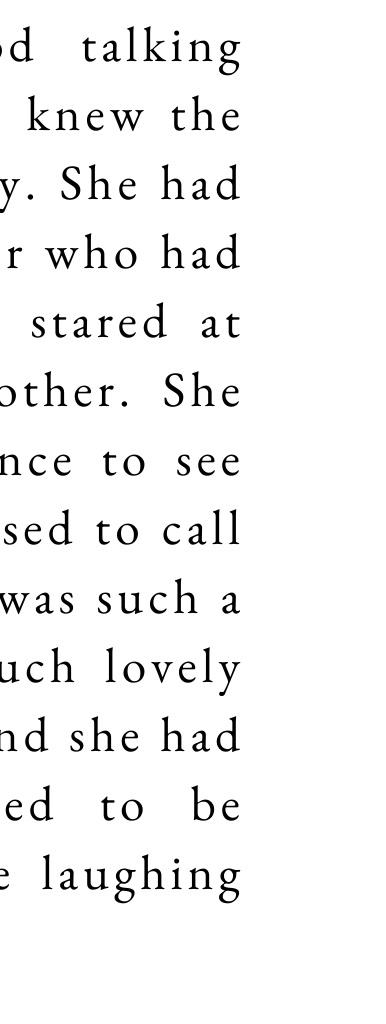 od talking
knew the
y. She had
r who had
stared at
other. She
nce to see
sed to call
was such a
uch lovely
nd she had
ed to be
e laughing